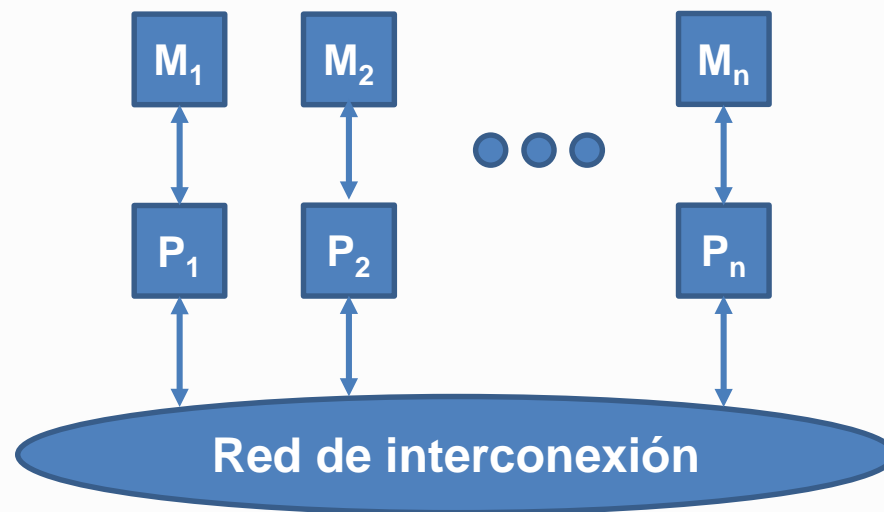 M₁ M₂ Mₙ
P₁ P₂ Pₙ
Red de interconexión